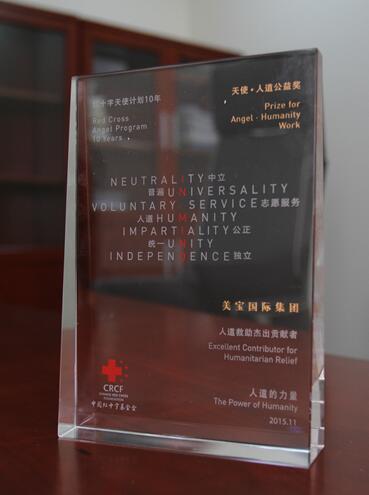 红十字天使计划10年
Red Cross
Angel Program
10 Years
天使·人道公益奖
Prize for
Angel · Humanity
Work
NEUTRALITY中立
普遍UNIVERSALITY
VOLUNTARY SERVICE志愿服务
人道HUMANITY
IMPARTIALITY公正
统一UNITY
INDEPENDENCE独立
美宝国际集团
人道救助杰出贡献者
Excellent Contributor for
Humanitarian Relief
人道的力量
The Power of Humanity
2015.11
CRCF
CHINESE RED CROSS
FOUNDATION
中国红十字基金会